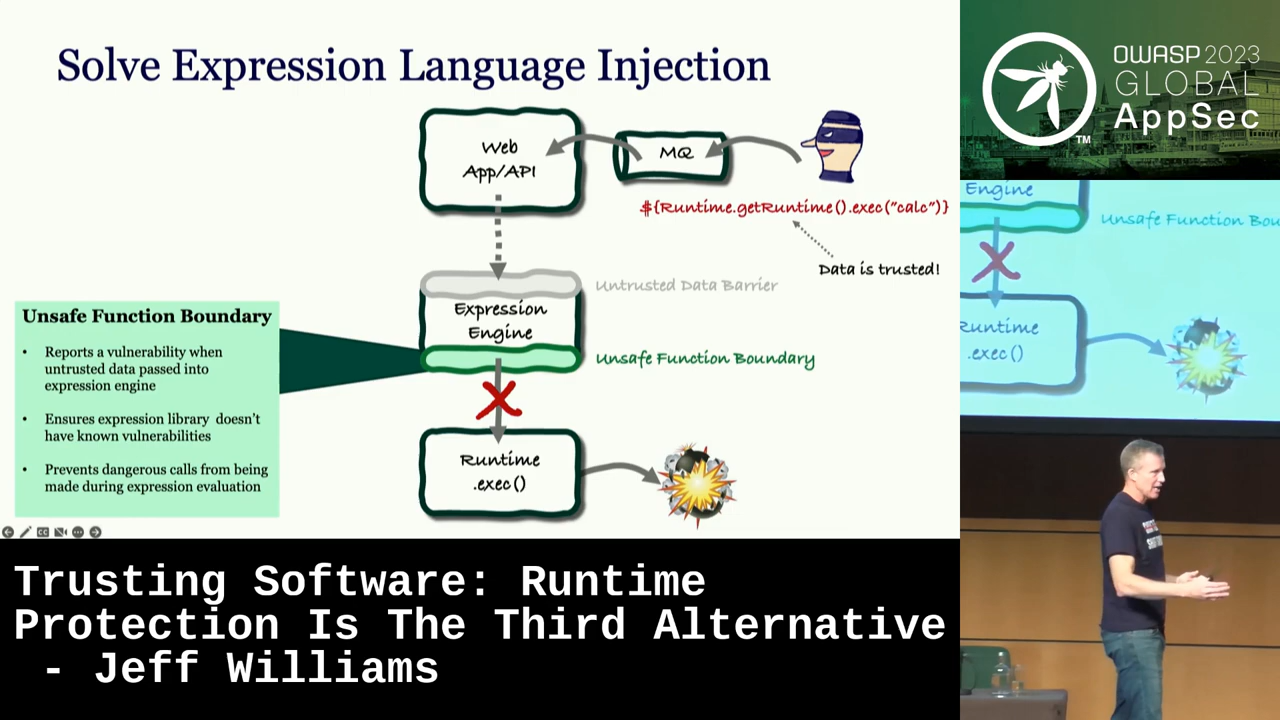 Solve Expression Language Injection
Web
App/API
MQ
${Runtime.getRuntime().exec("calc")}
Data is trusted!
Untrusted Data Barrier
Expression
Engine
Unsafe Function Boundary
Runtime
.exec()
Unsafe Function Boundary
• Reports a vulnerability when
untrusted data passed into
expression engine
• Ensures expression library doesn't
have known vulnerabilities
• Prevents dangerous calls from being
made during expression evaluation
OWASP 2023
GLOBAL
AppSec
TM
Engine
Unsafe Function Bou
Runtime
.exec()
Trusting Software: Runtime
Protection Is The Third Alternative
- Jeff Williams